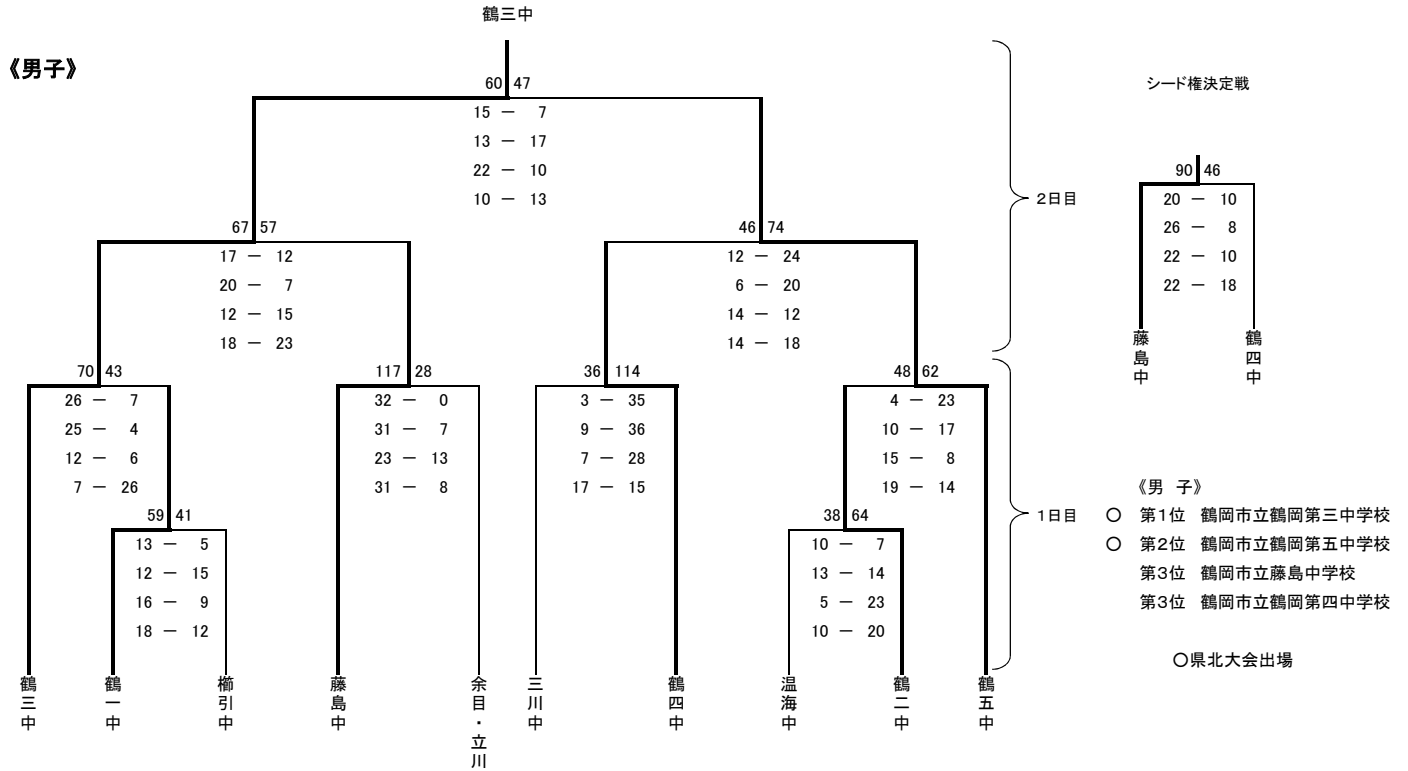 鶴三中
《男子》
60 47
15 － 7
13 － 17
22 － 10
10 － 13
シード権決定戦
90 46
20 － 10
26 － 8
22 － 10
22 － 18
藤島中
鶴四中
2日目
67 57
17 － 12
20 － 7
12 － 15
18 － 23
46 74
12 － 24
6 － 20
14 － 12
14 － 18
70 43
26 － 7
25 － 4
12 － 6
7 － 26
117 28
32 － 0
31 － 7
23 － 13
31 － 8
36 114
3 － 35
9 － 36
7 － 28
17 － 15
48 62
4 － 23
10 － 17
15 － 8
19 － 14
59 41
13 － 5
12 － 15
16 － 9
18 － 12
38 64
10 － 7
13 － 14
5 － 23
10 － 20
1日目
鶴三中
鶴一中
櫛引中
藤島中
余目・立川
三川中
鶴四中
温海中
鶴二中
鶴五中
《男 子》
○ 第1位 鶴岡市立鶴岡第三中学校
○ 第2位 鶴岡市立鶴岡第五中学校
第3位 鶴岡市立藤島中学校
第3位 鶴岡市立鶴岡第四中学校
○県北大会出場